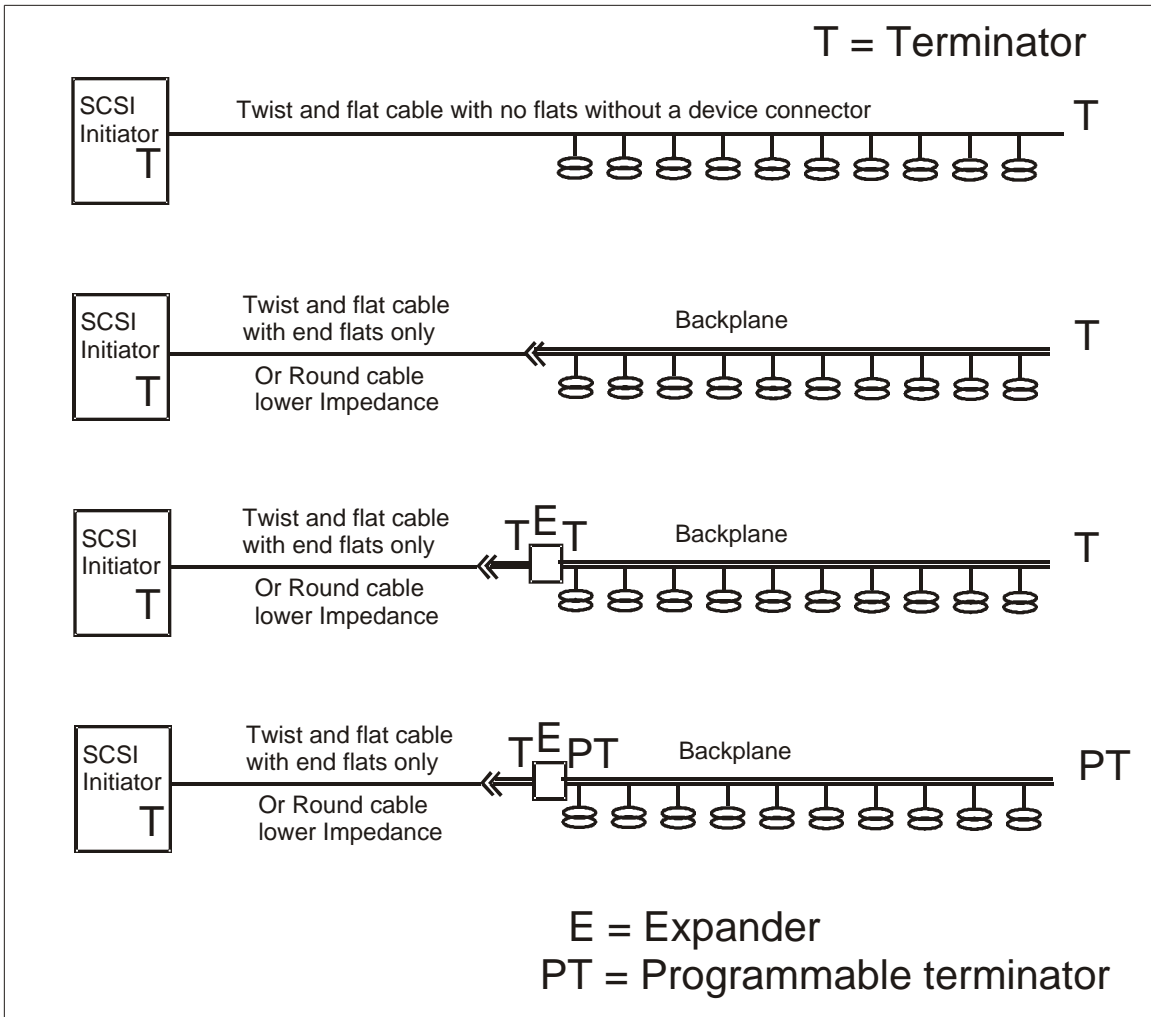 T = Terminator
SCSI
Initiator
T
Twist and flat cable with no flats without a device connector
T
SCSI
Initiator
T
Twist and flat cable
with end flats only
Or Round cable
lower Impedance
Backplane
T
SCSI
Initiator
T
Twist and flat cable
with end flats only
Or Round cable
lower Impedance
T E T
Backplane
T
SCSI
Initiator
T
Twist and flat cable
with end flats only
Or Round cable
lower Impedance
T E PT
Backplane
PT
E = Expander
PT = Programmable terminator